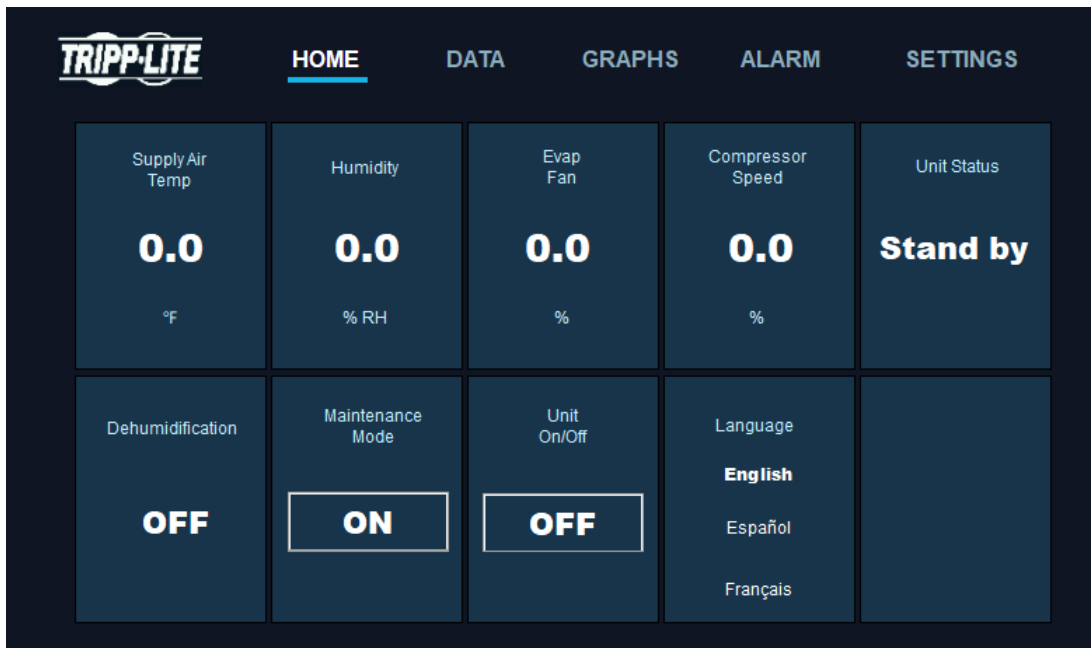 TRIPP·LITE
HOME DATA GRAPHS ALARM SETTINGS
Supply Air
Temp
0.0
°F
Humidity
0.0
% RH
Evap
Fan
0.0
%
Compressor
Speed
0.0
%
Unit Status
Stand by
Dehumidification
OFF
Maintenance
Mode
ON
Unit
On/Off
OFF
Language
English
Español
Français